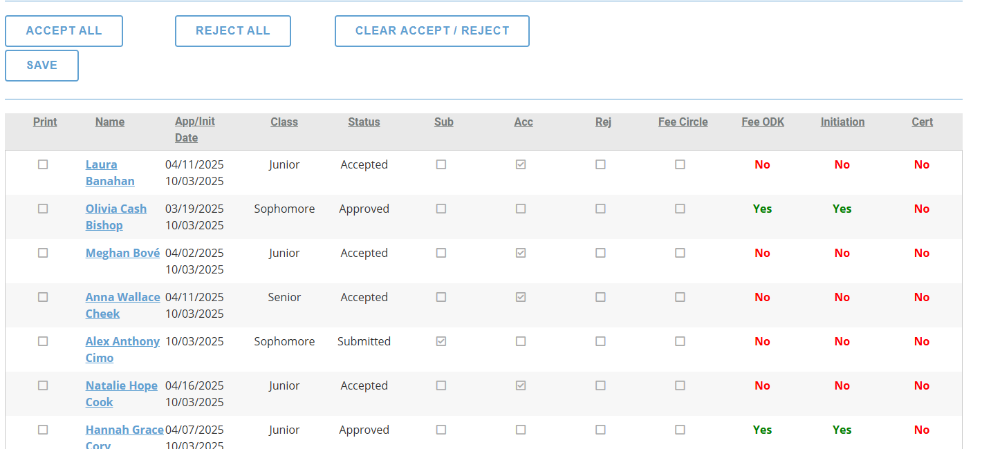 ACCEPT ALL REJECT ALL CLEAR ACCEPT / REJECT
SAVE
Print Name App/Init Class Status Sub Acc Rej Fee Circle Fee ODK Initiation Cert
Date
Laura 04/11/2025 Junior Accepted No No No
Banahan 10/03/2025
Olivia Cash 03/19/2025 Sophomore Approved Yes Yes No
Bishop 10/03/2025
Meghan Bové 04/02/2025 Junior Accepted No No No
10/03/2025
Anna Wallace 04/11/2025 Senior Accepted No No No
Cheek 10/03/2025
Alex Anthony 10/03/2025 Sophomore Submitted No No No
Cimo
Natalie Hope 04/16/2025 Junior Accepted No No No
Cook 10/03/2025
Hannah Grace 04/07/2025 Junior Approved Yes Yes No
Cory 10/03/2025